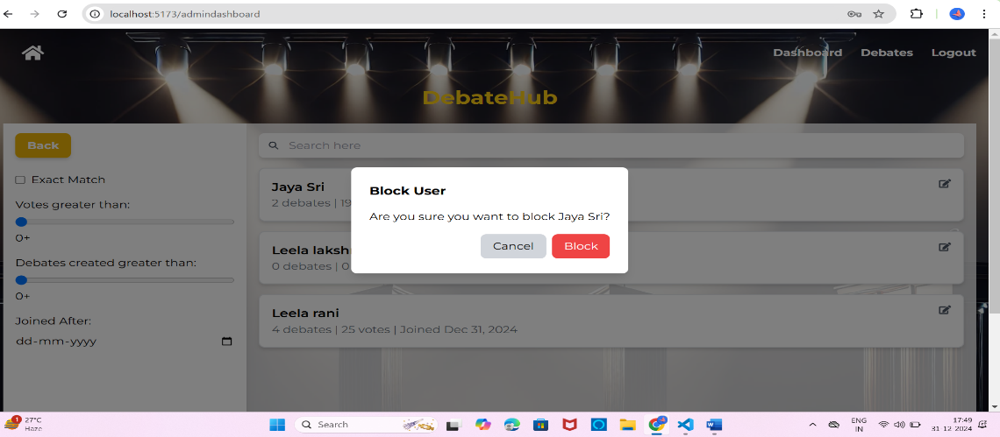 localhost:5173/admindashboard
Dashboard Debates Logout
DebateHub
Back
Search here
Exact Match
Votes greater than:
0+
Debates created greater than:
0+
Joined After:
dd-mm-yyyy
Jaya Sri
2 debates | 19
Block User
Are you sure you want to block Jaya Sri?
Cancel Block
Leela laksh
0 debates | 0
Leela rani
4 debates | 25 votes | Joined Dec 31, 2024
1
27°C
Haze
Search
ENG
IN
17:49
31-12-2024